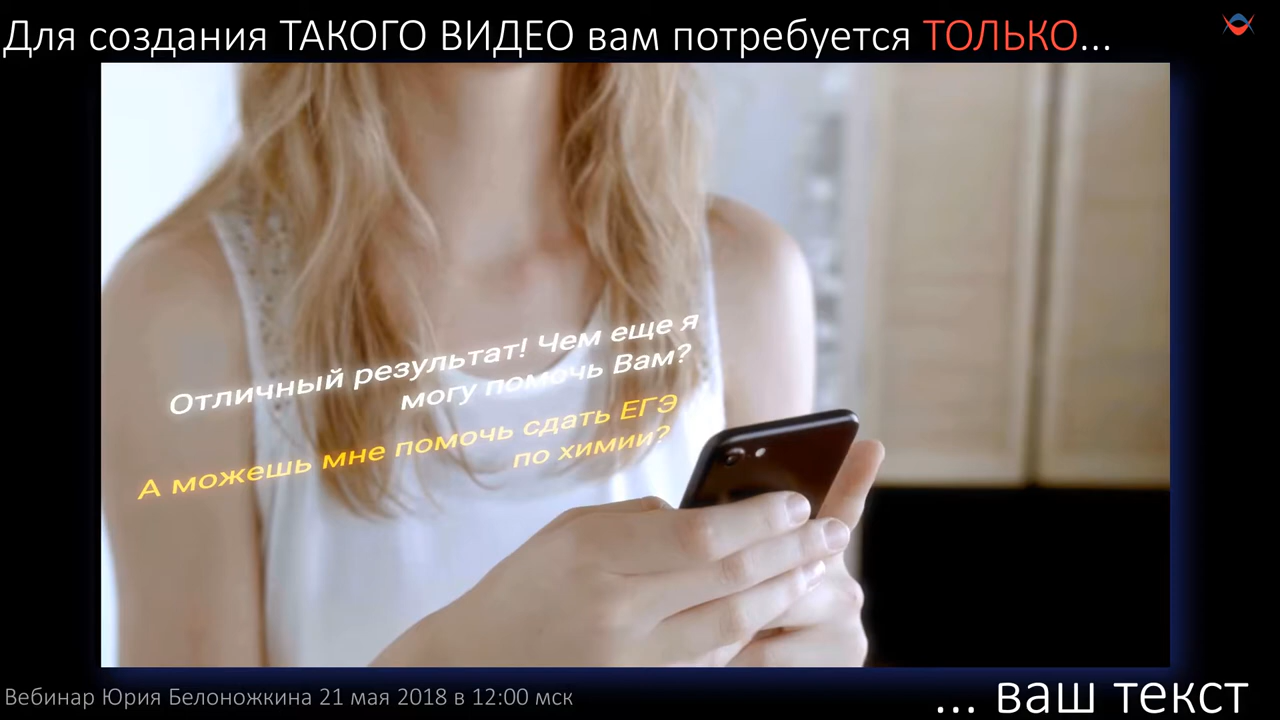 Для создания ТАКОГО ВИДЕО вам потребуется ТОЛЬКО...
Отличный результат! Чем еще я
могу помочь Вам?
А можешь мне помочь сдать ЕГЭ
по химии?
... ваш текст
Вебинар Юрия Белоножкина 21 мая 2018 в 12:00 мск